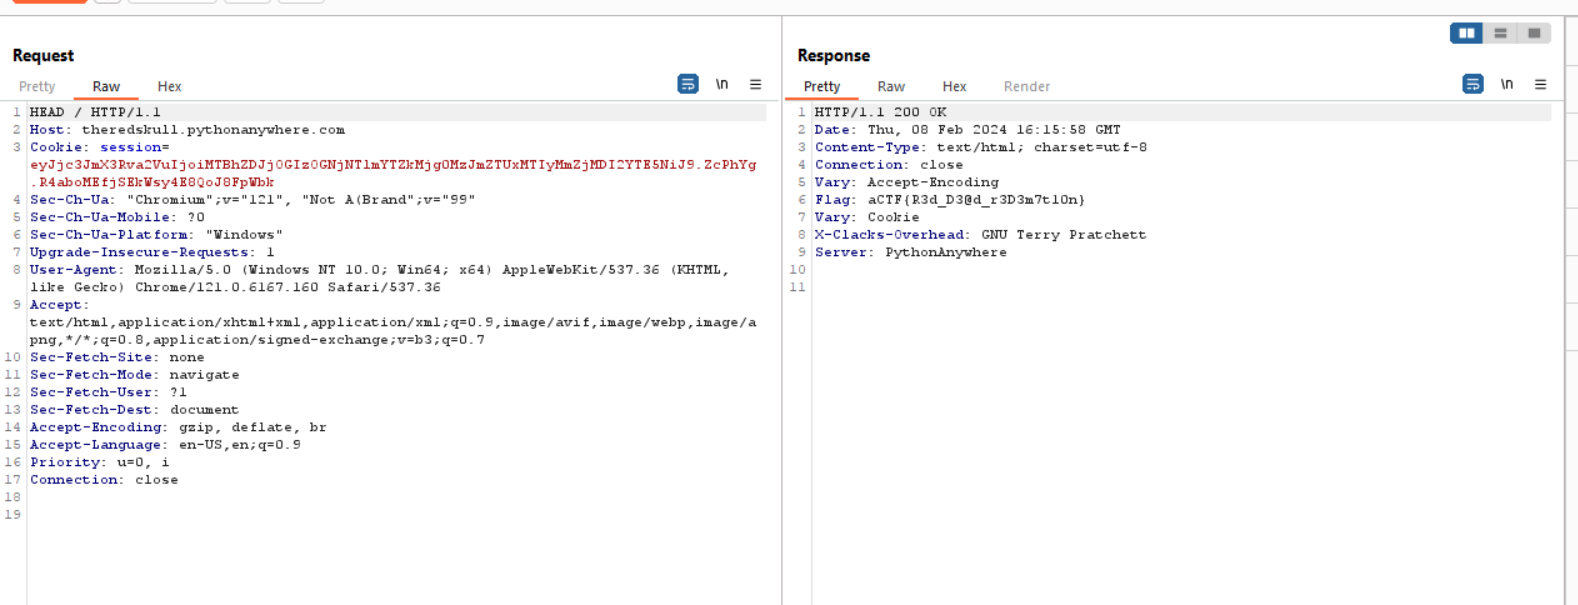 Request
Pretty Raw Hex \n
1 HEAD / HTTP/1.1
2 Host: theredskull.pythonanywhere.com
3 Cookie: session=
eyJjc3JmX3Rva2VuIjoiMTBhZDJjOGIzOGNjNTlmYTZkMjg0MzJmZTUxMTIyMmZjMDI2YTE5NiJ9.ZcPhYg
.R4aboMEfjSEkWsy4E8QoJ8FpWbk
4 Sec-Ch-Ua: "Chromium";v="121", "Not A(Brand";v="99"
5 Sec-Ch-Ua-Mobile: ?0
6 Sec-Ch-Ua-Platform: "Windows"
7 Upgrade-Insecure-Requests: 1
8 User-Agent: Mozilla/5.0 (Windows NT 10.0; Win64; x64) AppleWebKit/537.36 (KHTML,
like Gecko) Chrome/121.0.6167.160 Safari/537.36
9 Accept:
text/html,application/xhtml+xml,application/xml;q=0.9,image/avif,image/webp,image/a
png,*/*;q=0.8,application/signed-exchange;v=b3;q=0.7
10 Sec-Fetch-Site: none
11 Sec-Fetch-Mode: navigate
12 Sec-Fetch-User: ?1
13 Sec-Fetch-Dest: document
14 Accept-Encoding: gzip, deflate, br
15 Accept-Language: en-US,en;q=0.9
16 Priority: u=0, i
17 Connection: close
18
19
Response
Pretty Raw Hex Render \n
1 HTTP/1.1 200 OK
2 Date: Thu, 08 Feb 2024 16:15:58 GMT
3 Content-Type: text/html; charset=utf-8
4 Connection: close
5 Vary: Accept-Encoding
6 Flag: aCTF{R3d_D3@d_r3D3m7t10n}
7 Vary: Cookie
8 X-Clacks-Overhead: GNU Terry Pratchett
9 Server: PythonAnywhere
10
11